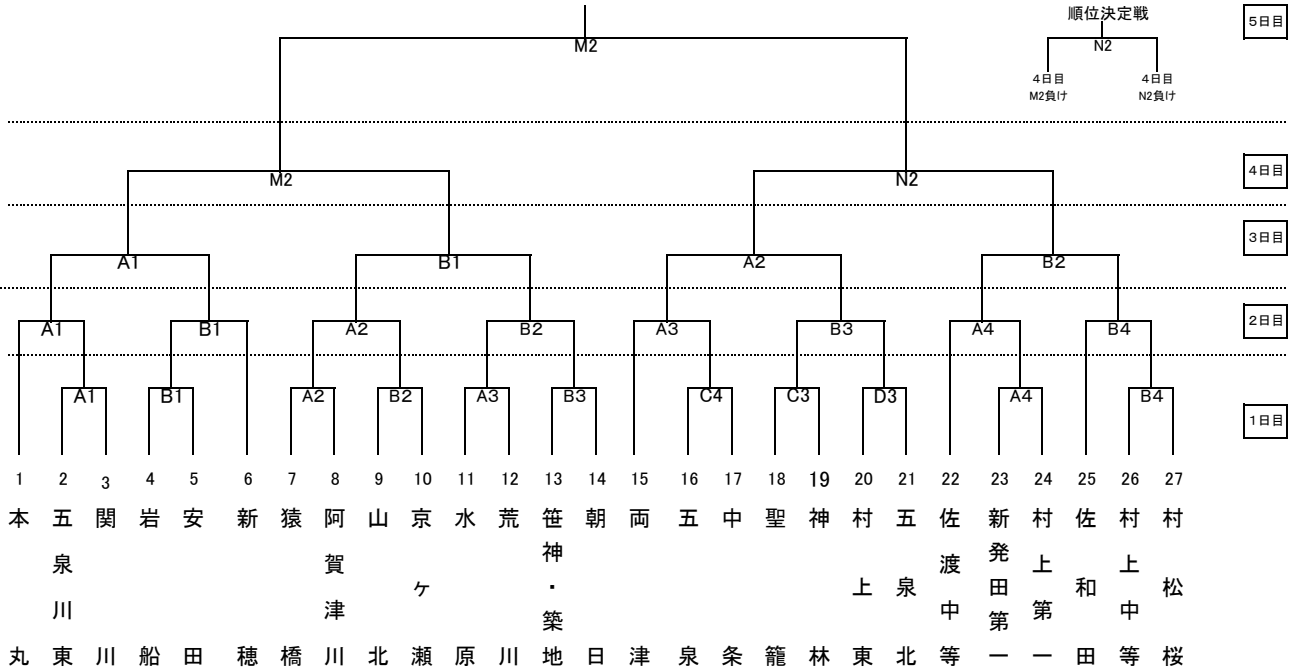 順位決定戦
5日目
M2
N2
4日目
M2負け
4日目
N2負け
4日目
M2
N2
3日目
A1
B1
A2
B2
2日目
A1
B1
A2
B2
A3
B3
A4
B4
A1
B1
A2
B2
A3
B3
C4
C3
D3
A4
B4
1日目
1 2 3 4 5 6 7 8 9 10 11 12 13 14 15 16 17 18 19 20 21 22 23 24 25 26 27
本丸
五泉川東
関川
岩船
安田
新穂
猿橋
阿賀津川
山北
京ヶ瀬
水原
荒川
笹神・築地
朝日
両津
五泉
中条
聖籠
神林
村上東
五泉北
佐渡中等
新発田第一
村上第一
佐和田
村上中等
村松桜